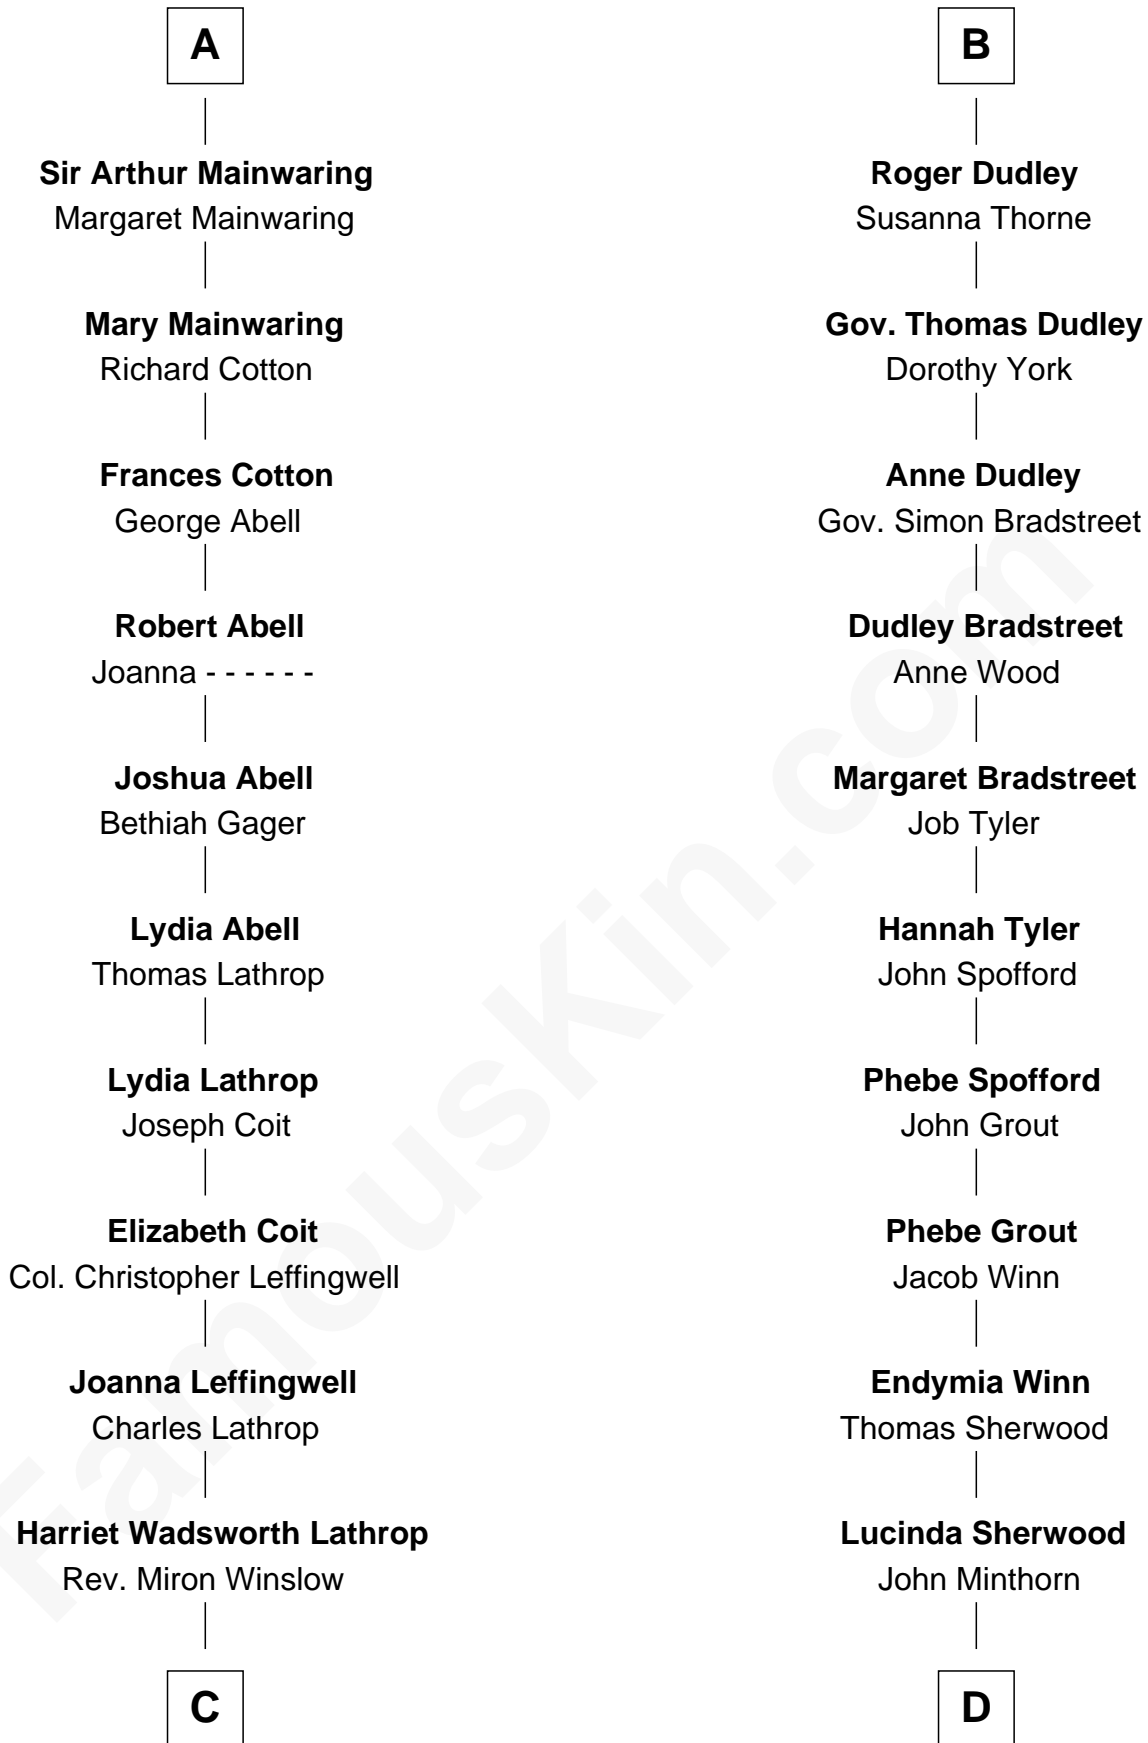 A
Sir Arthur Mainwaring
Margaret Mainwaring
Mary Mainwaring
Richard Cotton
Frances Cotton
George Abell
Robert Abell
Joanna - - - - - -
Joshua Abell
Bethiah Gager
Lydia Abell
Thomas Lathrop
Lydia Lathrop
Joseph Coit
Elizabeth Coit
Col. Christopher Leffingwell
Joanna Leffingwell
Charles Lathrop
Harriet Wadsworth Lathrop
Rev. Miron Winslow
C
B
Roger Dudley
Susanna Thorne
Gov. Thomas Dudley
Dorothy York
Anne Dudley
Gov. Simon Bradstreet
Dudley Bradstreet
Anne Wood
Margaret Bradstreet
Job Tyler
Hannah Tyler
John Spofford
Phebe Spofford
John Grout
Phebe Grout
Jacob Winn
Endymia Winn
Thomas Sherwood
Lucinda Sherwood
John Minthorn
D
FamousKin.com